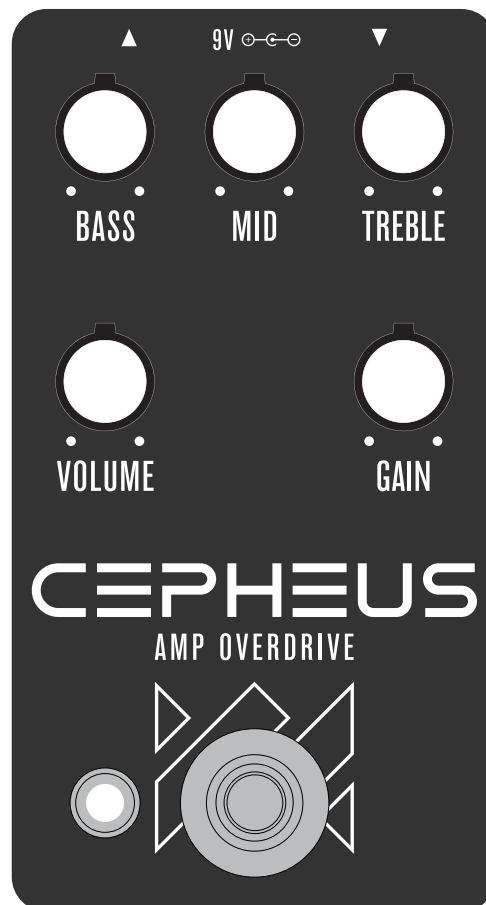 9V
BASS MID TREBLE
VOLUME GAIN
CEPHEUS
AMP OVERDRIVE